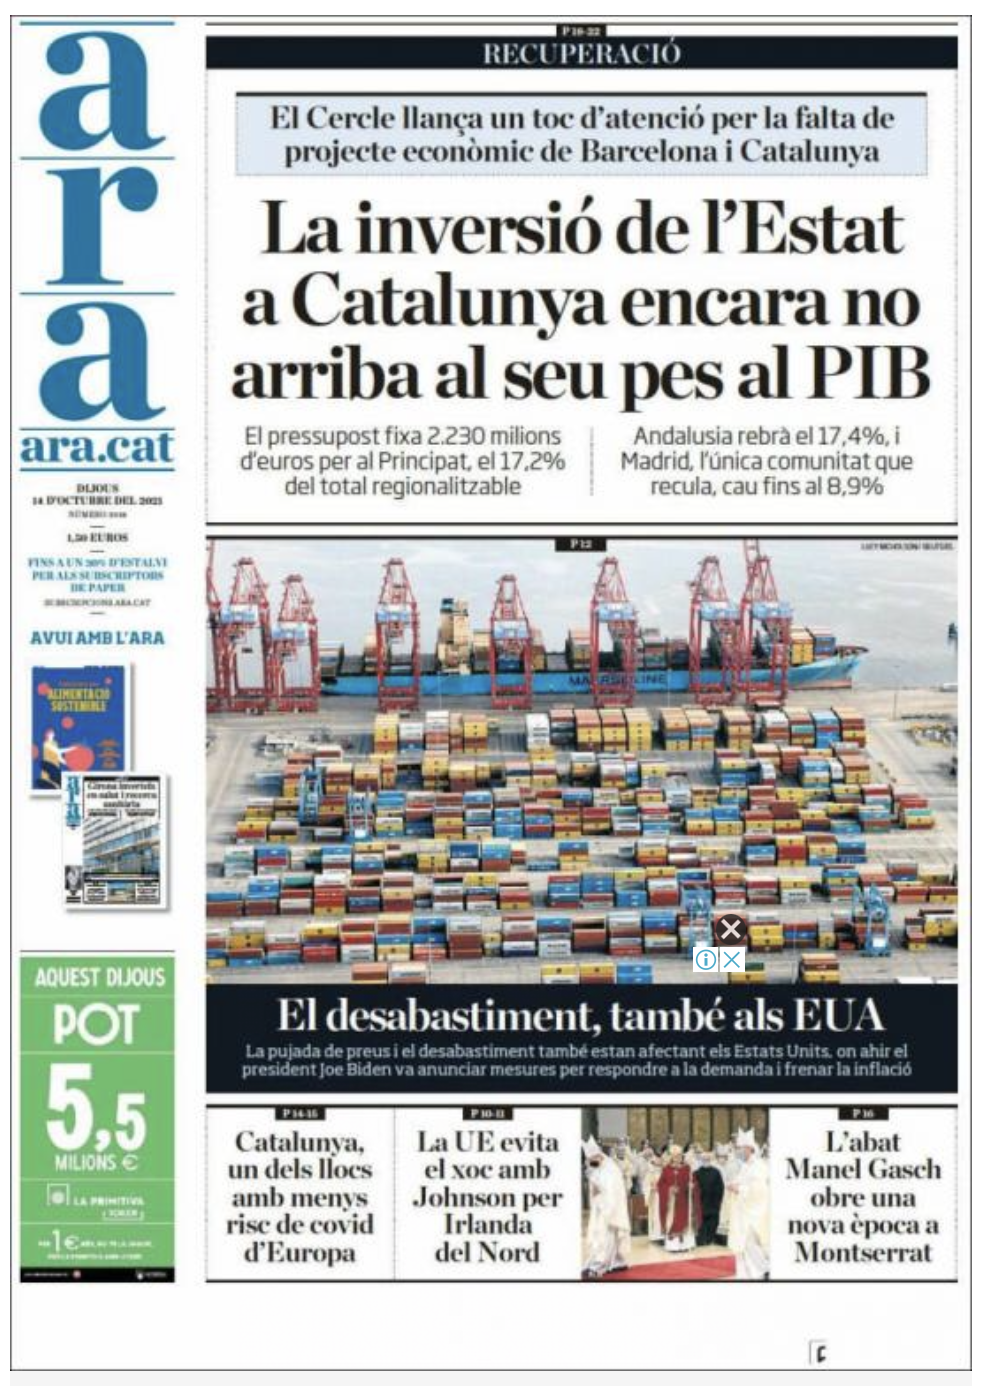 ara
ara.cat
DIJOUS
14 D'OCTUBRE DEL 2021
1,50 EUROS
FINS A UN 30% D'ESTALVI
PER ALS SUBSCRIPTORS
DE PAPER
SUBSCRIPCIONS.ARA.CAT
AVUI AMB L'ARA
ALIMENTACIÓ
SOSTENIBLE
Girona inverteix
en salut i recerca
sanitària
AQUEST DIJOUS
POT
5,5
MILIONS €
LA PRIMITIVA
JOKER
1€
P 18-22
RECUPERACIÓ
El Cercle llança un toc d'atenció per la falta de
projecte econòmic de Barcelona i Catalunya
La inversió de l'Estat
a Catalunya encara no
arriba al seu pes al PIB
El pressupost fixa 2.230 milions
d'euros per al Principat, el 17,2%
del total regionalitzable
Andalusia rebrà el 17,4%, i
Madrid, l'única comunitat que
recula, cau fins al 8,9%
P 12
LUCY NICHOLSON / REUTERS
MAERSK LINE
El desabastiment, també als EUA
La pujada de preus i el desabastiment també estan afectant els Estats Units, on ahir el
president Joe Biden va anunciar mesures per respondre a la demanda i frenar la inflació
P 14-15
Catalunya,
un dels llocs
amb menys
risc de covid
d'Europa
P 10-11
La UE evita
el xoc amb
Johnson per
Irlanda
del Nord
P 16
L'abat
Manel Gasch
obre una
nova època a
Montserrat